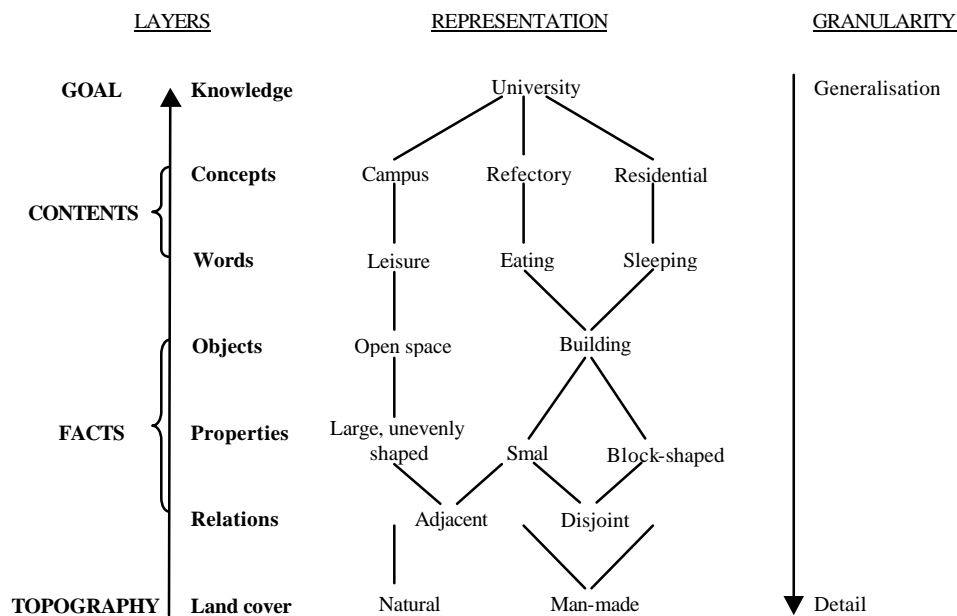 LAYERS REPRESENTATION GRANULARITY
GOAL Knowledge University Generalisation
Concepts Campus Refectory Residential
CONTENTS
Words Leisure Eating Sleeping
Objects Open space Building
FACTS Properties Large, unevenly
shaped Smal Block-shaped
Relations Adjacent Disjoint
TOPOGRAPHY Land cover Natural Man-made Detail